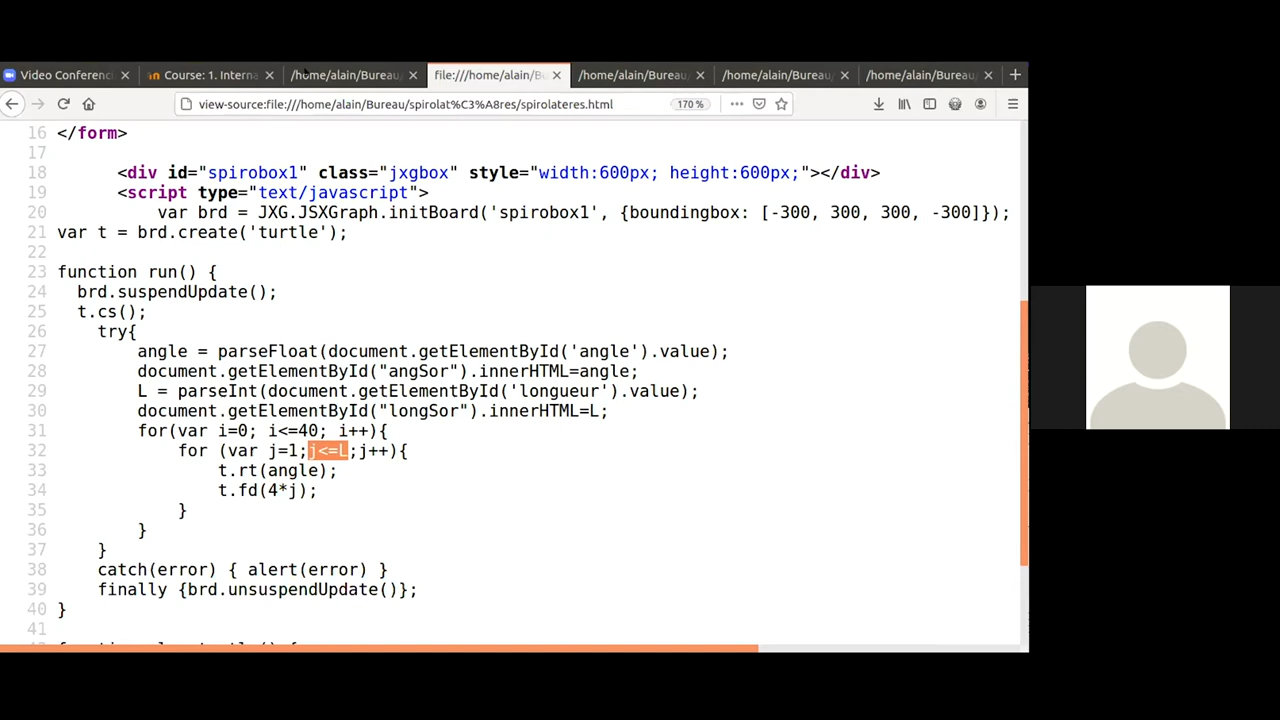 Video Conferenc
Course: 1. Interna
/home/alain/Bureau/
file:///home/alain/Bu
/home/alain/Bureau/
/home/alain/Bureau/
/home/alain/Bureau/
view-source:file:///home/alain/Bureau/spirolat%C3%A8res/spirolateres.html
170 %
16 </form>
17
18 <div id="spirobox1" class="jxgbox" style="width:600px; height:600px;"></div>
19 <script type="text/javascript">
20 var brd = JXG.JSXGraph.initBoard('spirobox1', {boundingbox: [-300, 300, 300, -300]});
21 var t = brd.create('turtle');
22
23 function run() {
24 brd.suspendUpdate();
25 t.cs();
26 try{
27 angle = parseFloat(document.getElementById('angle').value);
28 document.getElementById("angSor").innerHTML=angle;
29 L = parseInt(document.getElementById('longueur').value);
30 document.getElementById("longSor").innerHTML=L;
31 for(var i=0; i<=40; i++){
32 for (var j=1;j<=L;j++){
33 t.rt(angle);
34 t.fd(4*j);
35 }
36 }
37 }
38 catch(error) { alert(error) }
39 finally {brd.unsuspendUpdate()};
40 }
41